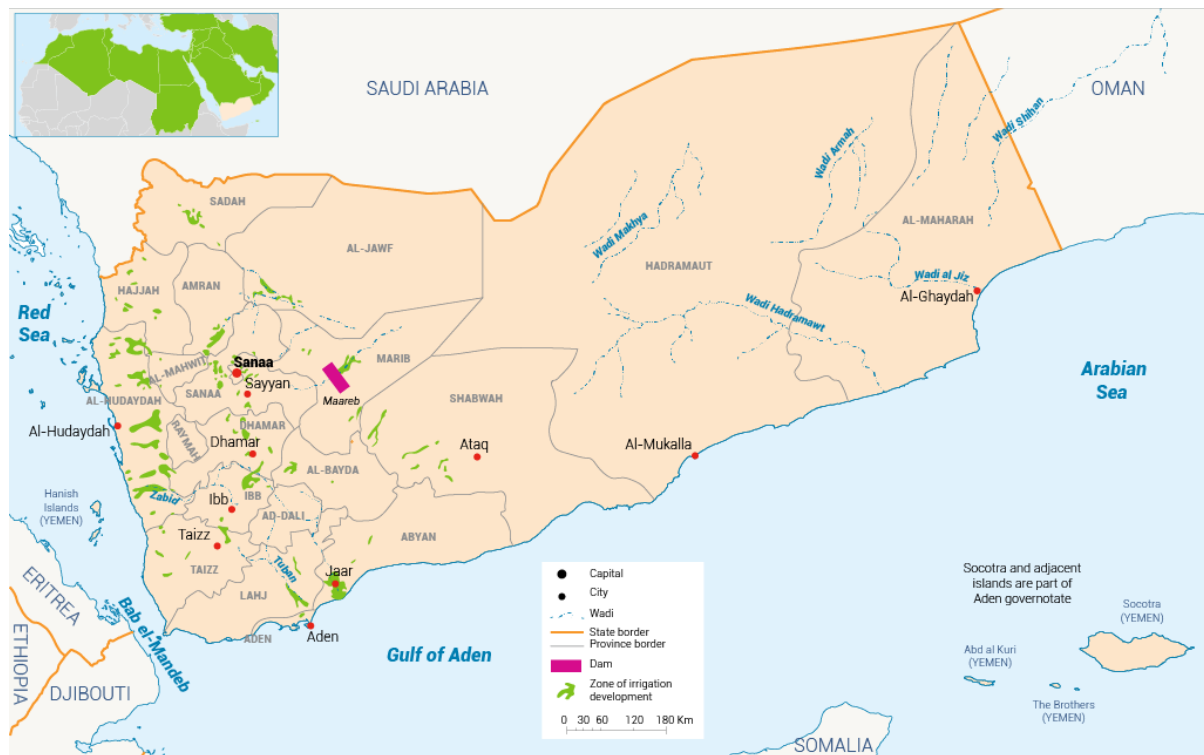 SAUDI ARABIA
OMAN
Wadi Shihan
Wadi Armah
SADAH
Wadi Makhya
AL-MAHARAH
AL-JAWF
HADRAMAUT
Wadi al Jiz
HAJJAH
AMRAN
Al-Ghaydah
Red
Sea
Wadi Hadramawt
AL-MAHWIT
Sanaa
MARIB
Sayyan
SANAA
Maareb
SHABWAH
Arabian
Sea
AL-HUDAYDAH
Al-Hudaydah
RAYMAH
DHAMAR
Dhamar
Ataq
Al-Mukalla
AL-BAYDA
Hanish
Islands
(YEMEN)
Zabid
Ibb
IBB
AD-DALI
Taizz
ABYAN
TAIZZ
Tuban
Jaar
LAHJ
ADEN
Aden
ERITREA
Bab el-Mandeb
ETHIOPIA
DJIBOUTI
Gulf of Aden
Capital
City
Wadi
State border
Province border
Dam
Zone of irrigation
development
0 30 60 120 180 Km
Socotra and adjacent
islands are part of
Aden governotate
Socotra
(YEMEN)
Abd al Kuri
(YEMEN)
The Brothers
(YEMEN)
SOMALIA